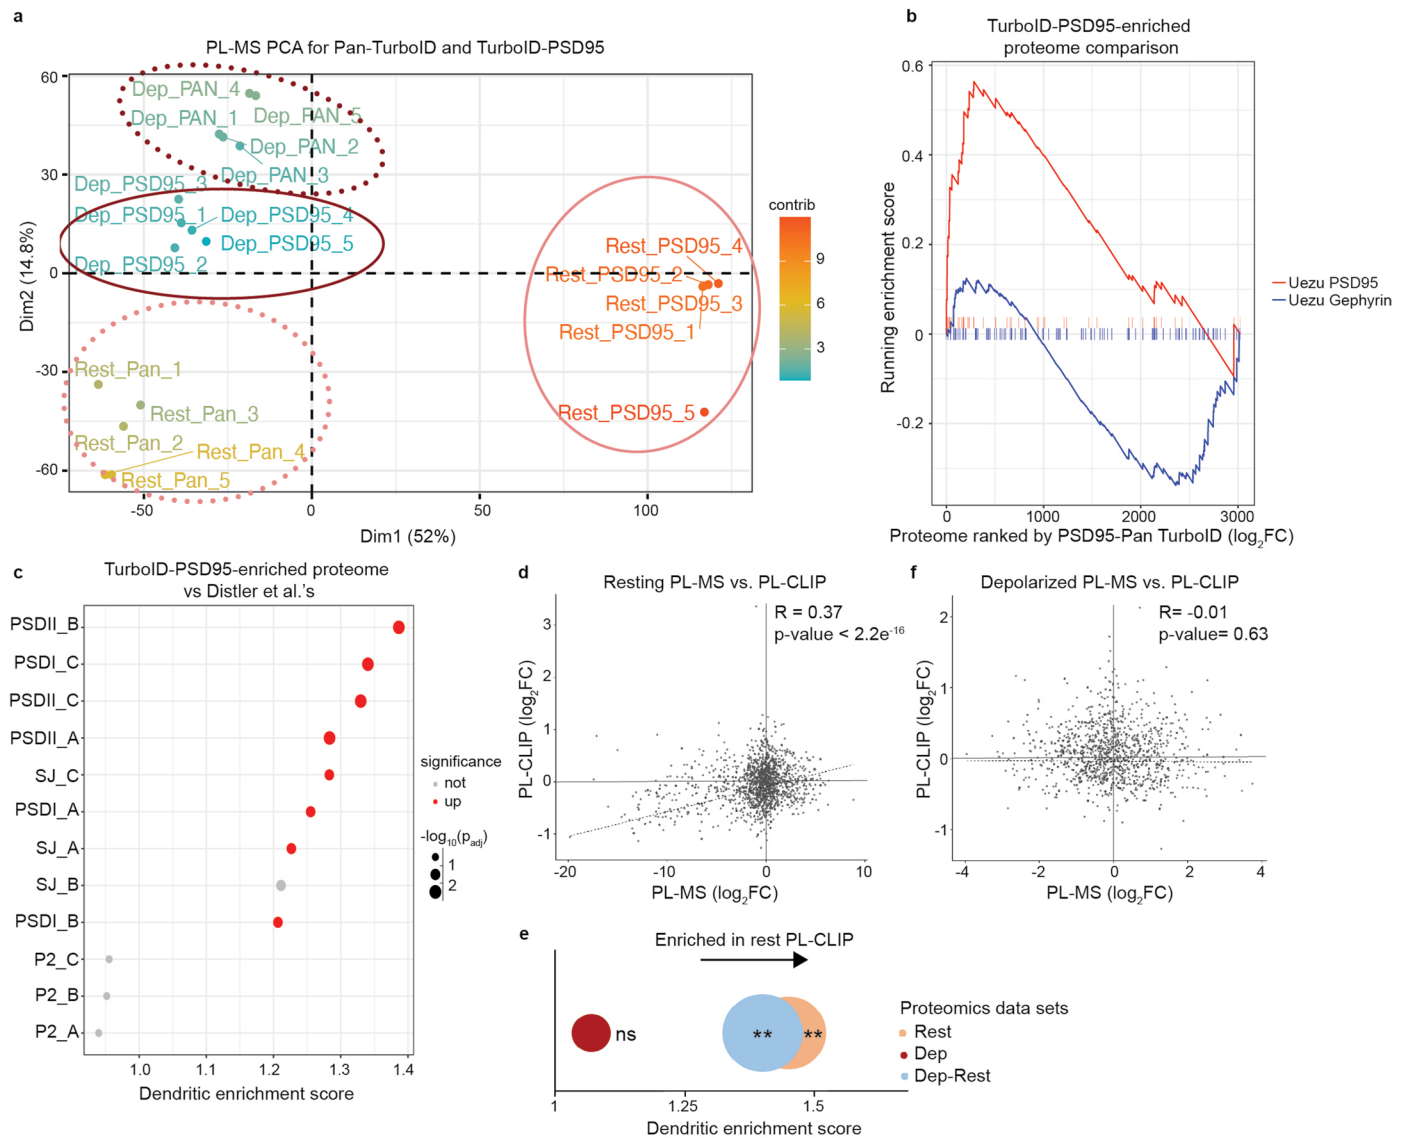 a
PL-MS PCA for Pan-TurboID and TurboID-PSD95
60
30
0
-30
-60
Dim2 (14.8%)
Dep_PAN_4
Dep_PAN_5
Dep_PAN_1
Dep_PAN_2
Dep_PAN_3
Dep_PSD95_3
Dep_PSD95_1
Dep_PSD95_4
Dep_PSD95_5
Dep_PSD95_2
Rest_PSD95_4
Rest_PSD95_2
Rest_PSD95_3
Rest_PSD95_1
Rest_PSD95_5
Rest_Pan_1
Rest_Pan_3
Rest_Pan_2
Rest_Pan_4
Rest_Pan_5
-50
0
50
100
Dim1 (52%)
contrib
9
6
3
b
TurboID-PSD95-enriched
proteome comparison
0.6
0.4
0.2
0
-0.2
Running enrichment score
Uezu PSD95
Uezu Gephyrin
0
1000
2000
3000
Proteome ranked by PSD95-Pan TurboID (log2FC)
c
TurboID-PSD95-enriched proteome
vs Distler et al.'s
PSDII_B
PSDI_C
PSDII_C
PSDII_A
SJ_C
PSDI_A
SJ_A
SJ_B
PSDI_B
P2_C
P2_B
P2_A
1.0
1.1
1.2
1.3
1.4
Dendritic enrichment score
significance
not
up
-log10(padj)
1
2
d
Resting PL-MS vs. PL-CLIP
R = 0.37
p-value < 2.2e-16
3
2
1
0
-1
PL-CLIP (log2FC)
-20
-10
0
10
PL-MS (log2FC)
f
Depolarized PL-MS vs. PL-CLIP
R= -0.01
p-value= 0.63
2
1
0
-1
PL-CLIP (log2FC)
-4
-2
0
2
4
PL-MS (log2FC)
e
Enriched in rest PL-CLIP
ns
**
**
1
1.25
1.5
Dendritic enrichment score
Proteomics data sets
Rest
Dep
Dep-Rest